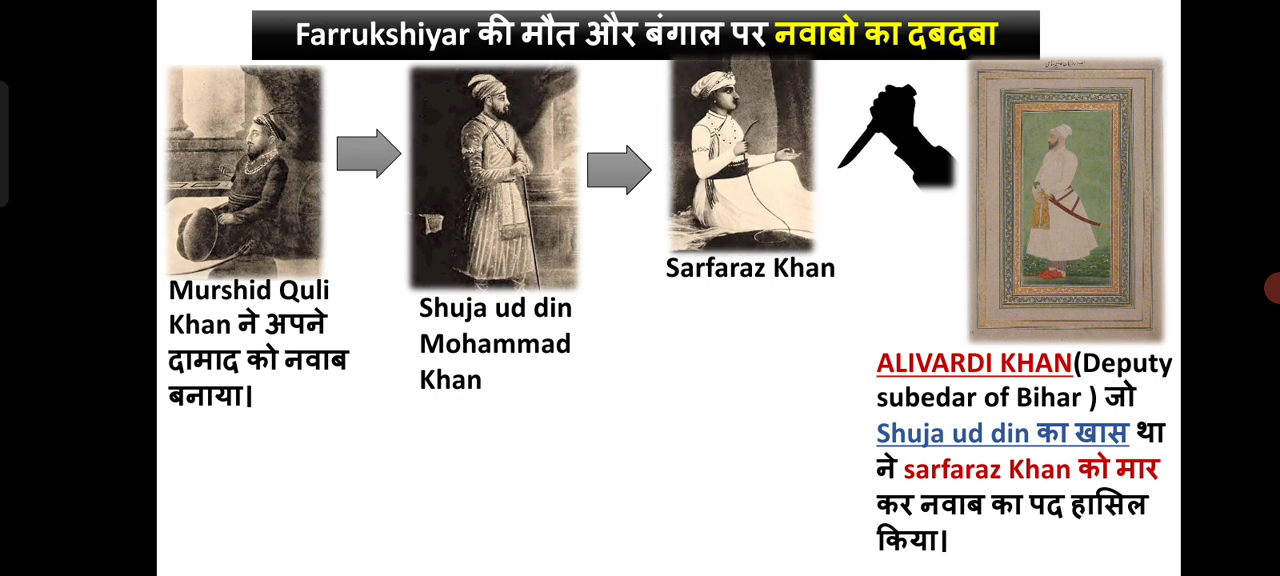 Farrukshiyar की मौत और बंगाल पर नवाबो का दबदबा
Murshid Quli
Khan ने अपने
दामाद को नवाब
बनाया।
Shuja ud din
Mohammad
Khan
Sarfaraz Khan
ALIVARDI KHAN(Deputy
subedar of Bihar ) जो
Shuja ud din का खास था
ने sarfaraz Khan को मार
कर नवाब का पद हासिल
किया।